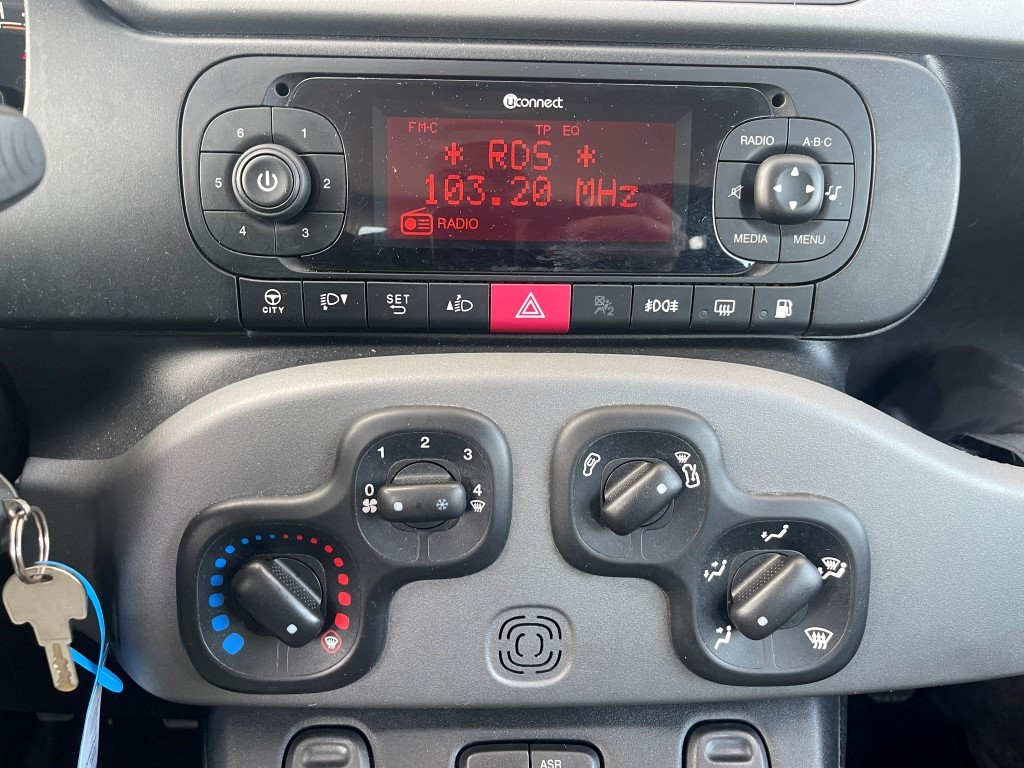 uconnect
FM-C TP EQ
* RDS *
103.20 MHz
RADIO
6 1
5 2
4 3
RADIO A·B·C
MEDIA MENU
CITY
SET
2
0 1 2 3 4
ASR